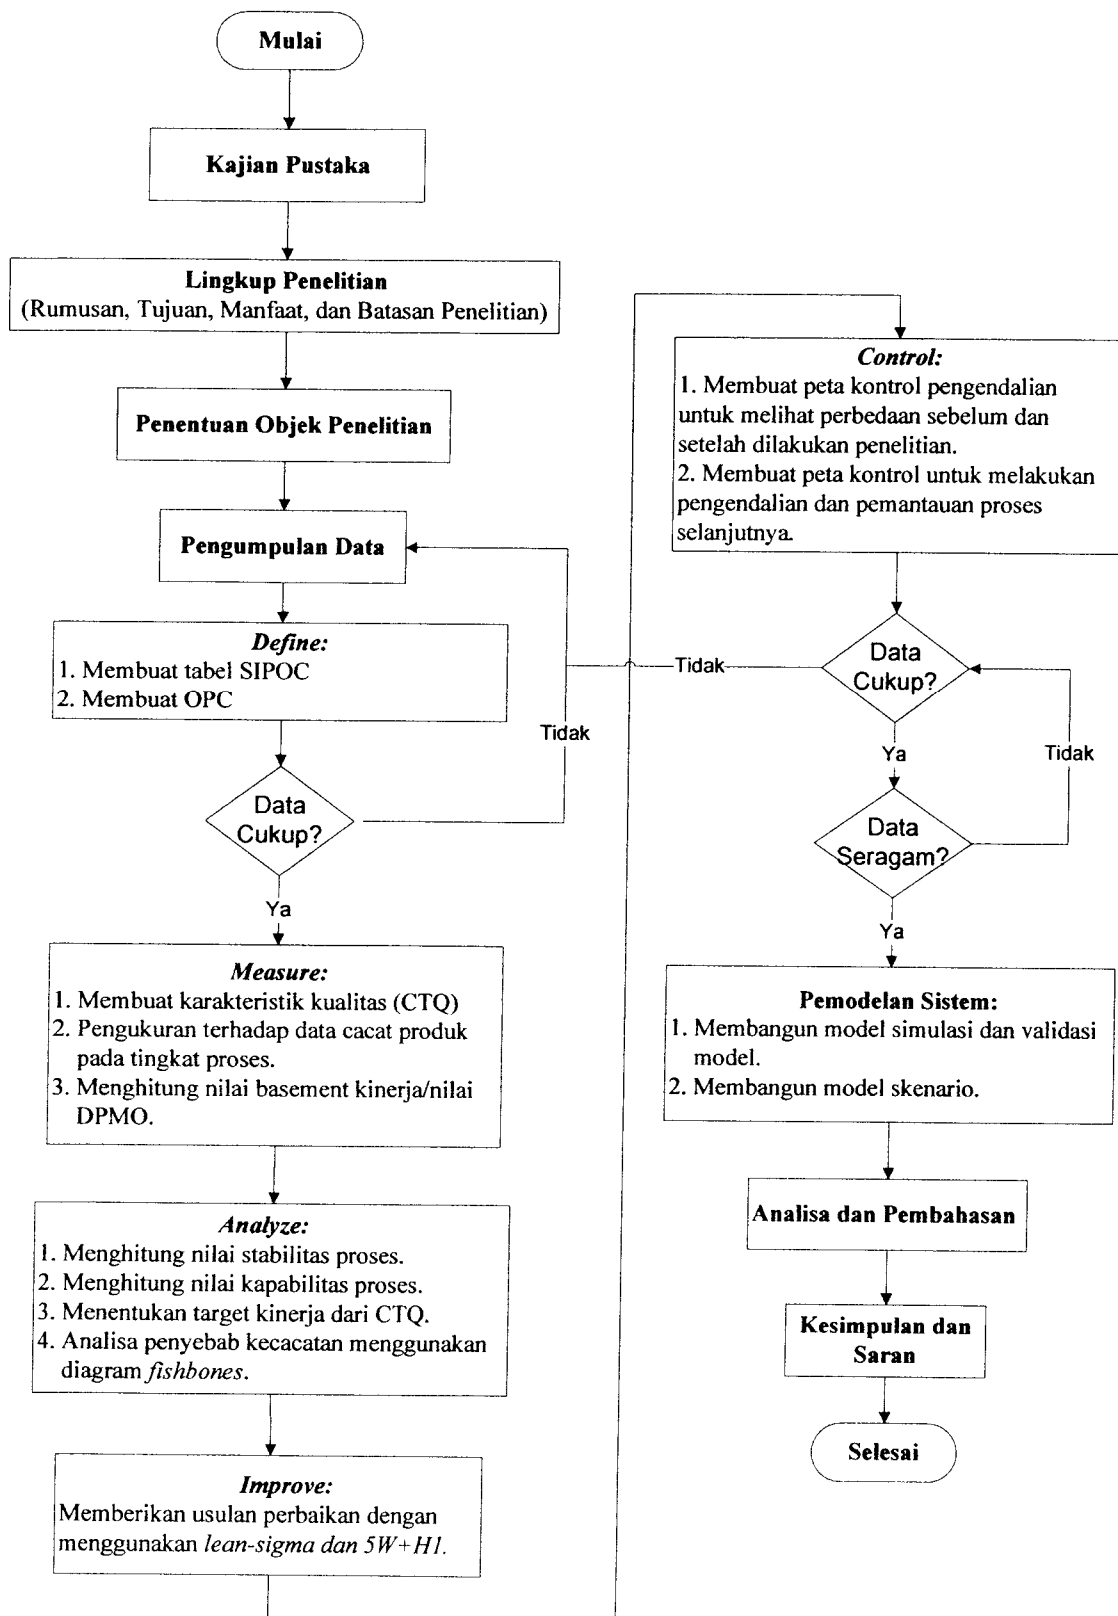 Mulai
Kajian Pustaka
Lingkup Penelitian
(Rumusan, Tujuan, Manfaat, dan Batasan Penelitian)
Penentuan Objek Penelitian
Pengumpulan Data
Define:
1. Membuat tabel SIPOC
2. Membuat OPC
Tidak
Data
Cukup?
Ya
Measure:
1. Membuat karakteristik kualitas (CTQ)
2. Pengukuran terhadap data cacat produk
pada tingkat proses.
3. Menghitung nilai basement kinerja/nilai
DPMO.
Analyze:
1. Menghitung nilai stabilitas proses.
2. Menghitung nilai kapabilitas proses.
3. Menentukan target kinerja dari CTQ.
4. Analisa penyebab kecacatan menggunakan
diagram fishbones.
Improve:
Memberikan usulan perbaikan dengan
menggunakan lean-sigma dan 5W+H1.
Control:
1. Membuat peta kontrol pengendalian
untuk melihat perbedaan sebelum dan
setelah dilakukan penelitian.
2. Membuat peta kontrol untuk melakukan
pengendalian dan pemantauan proses
selanjutnya.
Tidak
Data
Cukup?
Ya
Tidak
Data
Seragam?
Ya
Pemodelan Sistem:
1. Membangun model simulasi dan validasi
model.
2. Membangun model skenario.
Analisa dan Pembahasan
Kesimpulan dan
Saran
Selesai